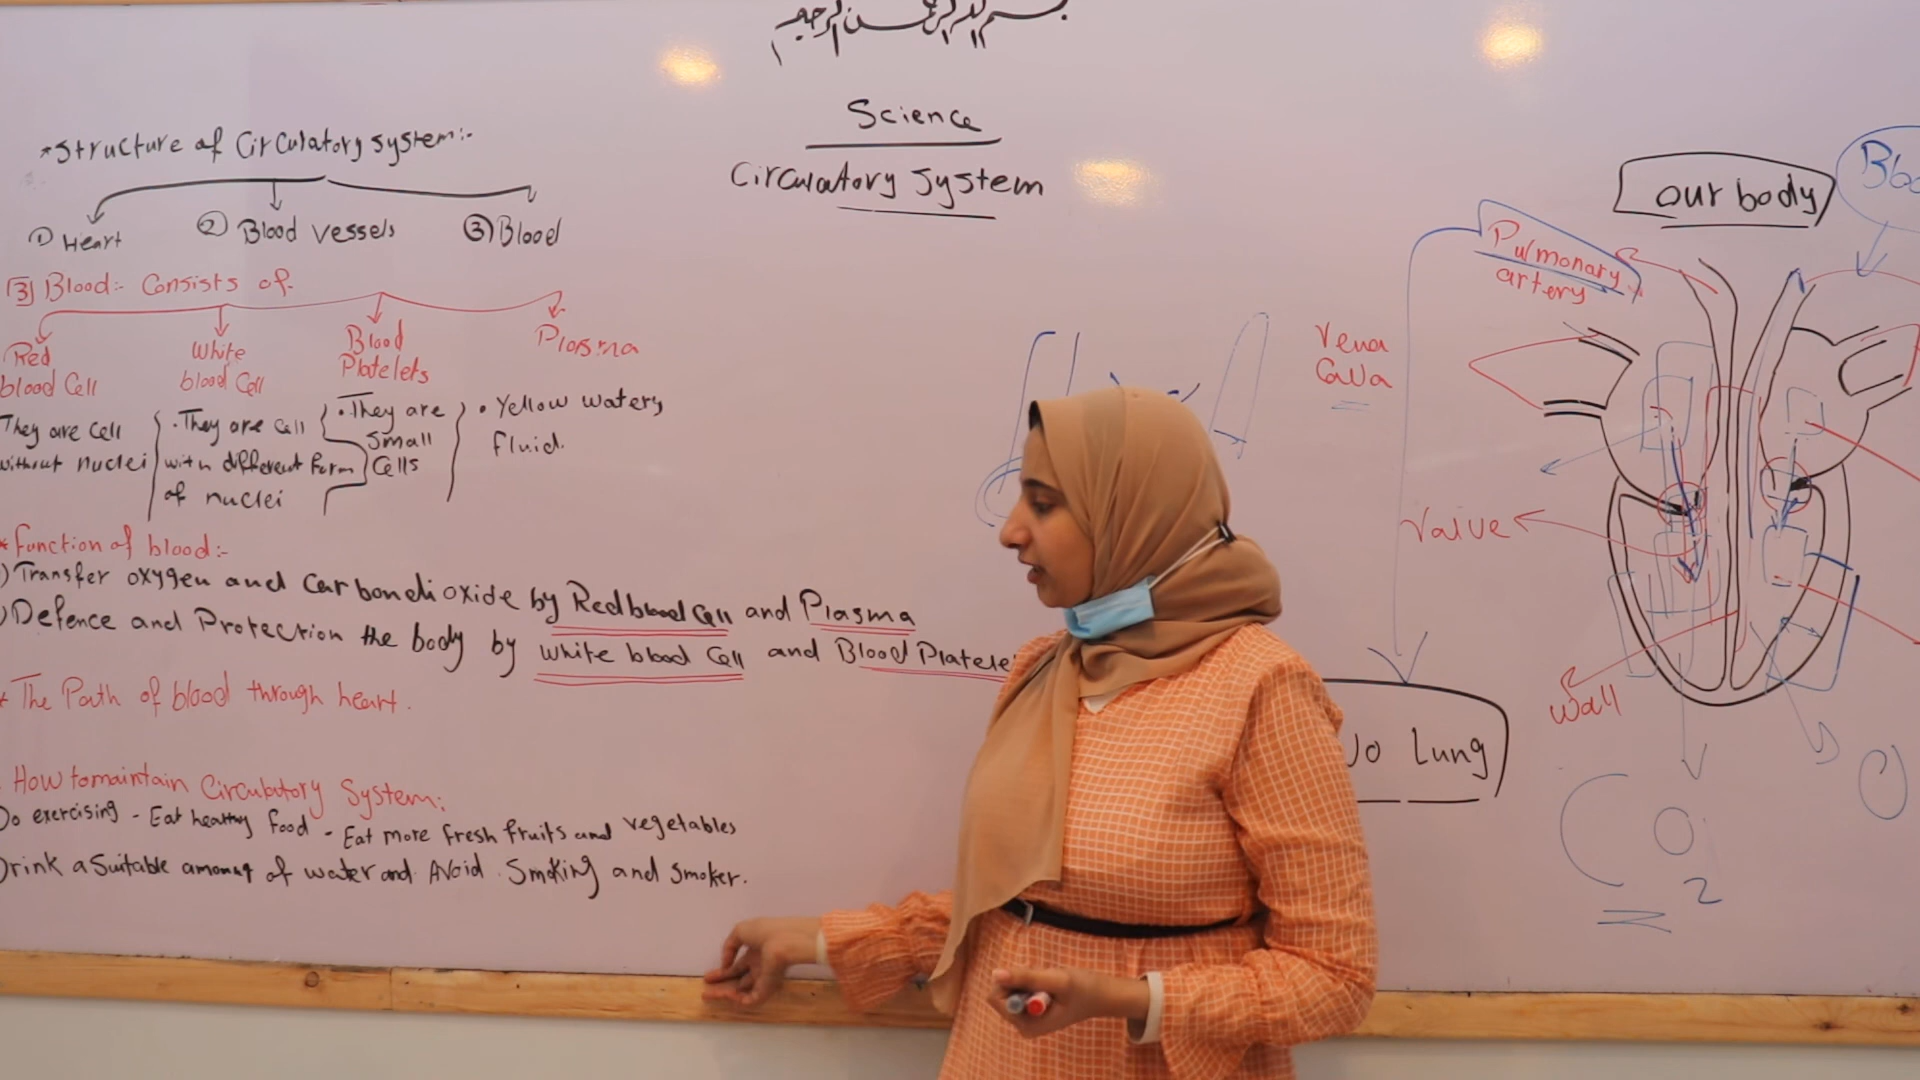 بسم الله الرحمن الرحيم
Science
Circulatory System
*Structure of Circulatory system:-
① Heart
② Blood vessels
③ Blood
[3] Blood:- Consists of
Red
blood Cell
White
blood Cell
Blood
Platelets
Plasma
They are cell
without nuclei
• They are cell
with different form
of nuclei
• They are
Small
Cells
• Yellow watery
fluid.
* function of blood:-
) Transfer oxygen and Carbondioxide by Red blood Cell and Plasma
) Defence and Protection the body by white blood Cell and Blood Platele
* The Path of blood through heart.
How to maintain Circulatory System:
Do exercising - Eat healthy food - Eat more fresh fruits and vegetables
Drink a suitable amount of water and Avoid Smoking and smoker.
our body
Bloo
Pulmonary
artery
Vena
Cava
Valve
Wall
Lung
CO2